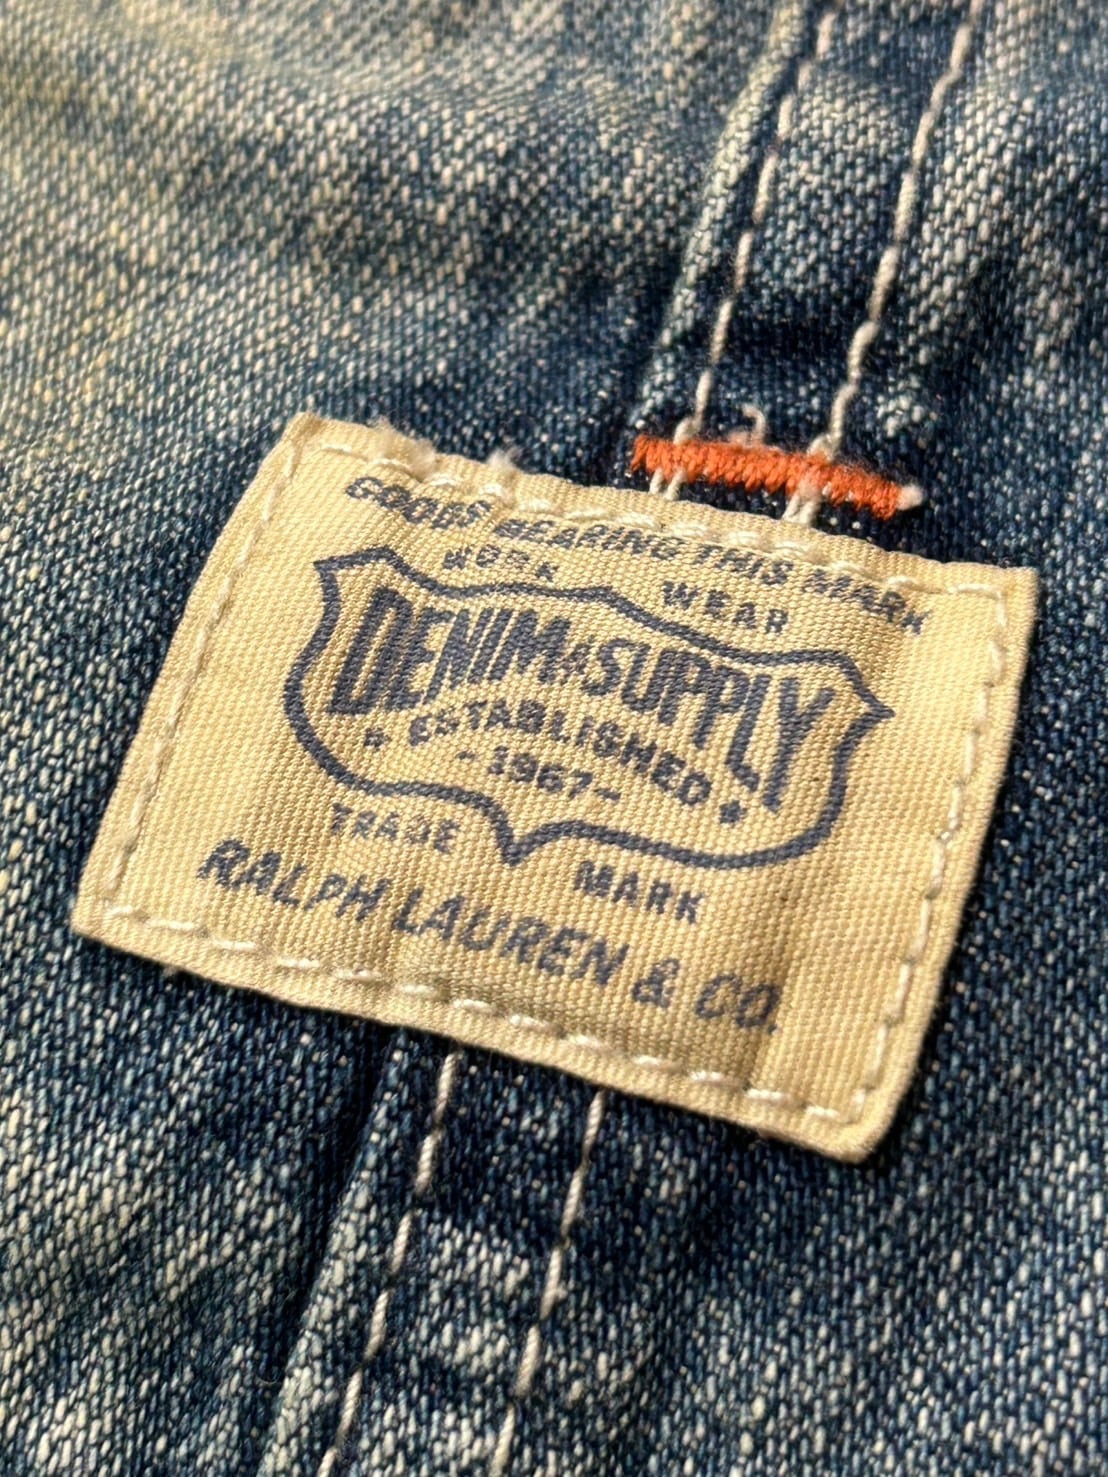 GOODS BEARING THIS MARK
WORK WEAR
DENIM & SUPPLY
ESTABLISHED
-1967-
TRADE MARK
RALPH LAUREN & CO.